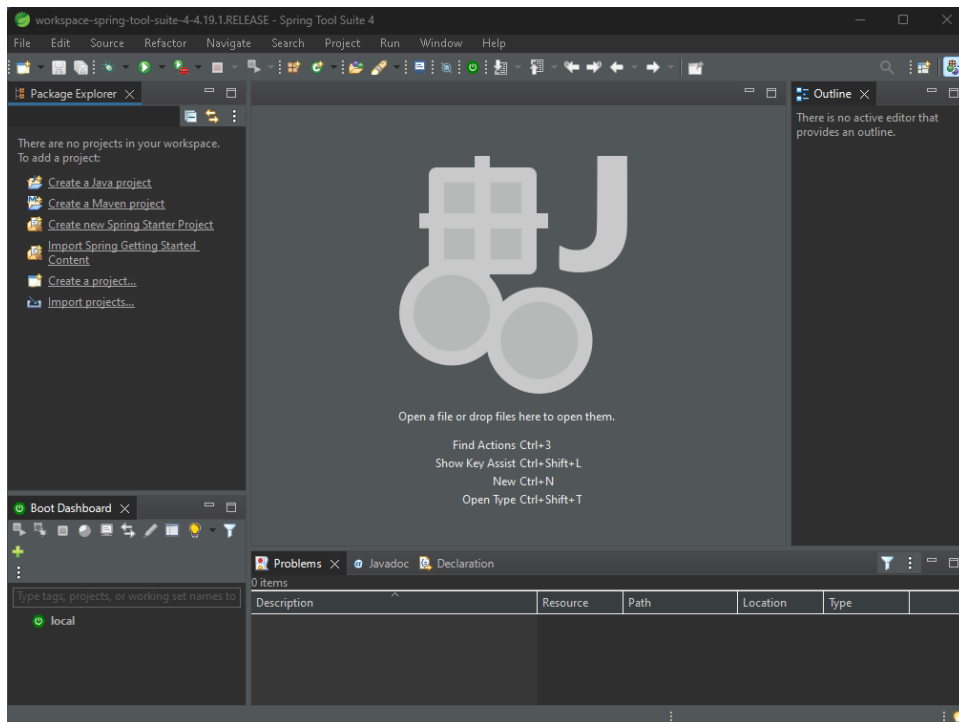 workspace-spring-tool-suite-4-4.19.1.RELEASE - Spring Tool Suite 4
File Edit Source Refactor Navigate Search Project Run Window Help
Package Explorer
There are no projects in your workspace.
To add a project:
Create a Java project
Create a Maven project
Create new Spring Starter Project
Import Spring Getting Started
Content
Create a project...
Import projects...
J
Open a file or drop files here to open them.
Find Actions Ctrl+3
Show Key Assist Ctrl+Shift+L
New Ctrl+N
Open Type Ctrl+Shift+T
Outline
There is no active editor that
provides an outline.
Boot Dashboard
Type tags, projects, or working set names to
local
Problems @ Javadoc Declaration
0 items
Description Resource Path Location Type